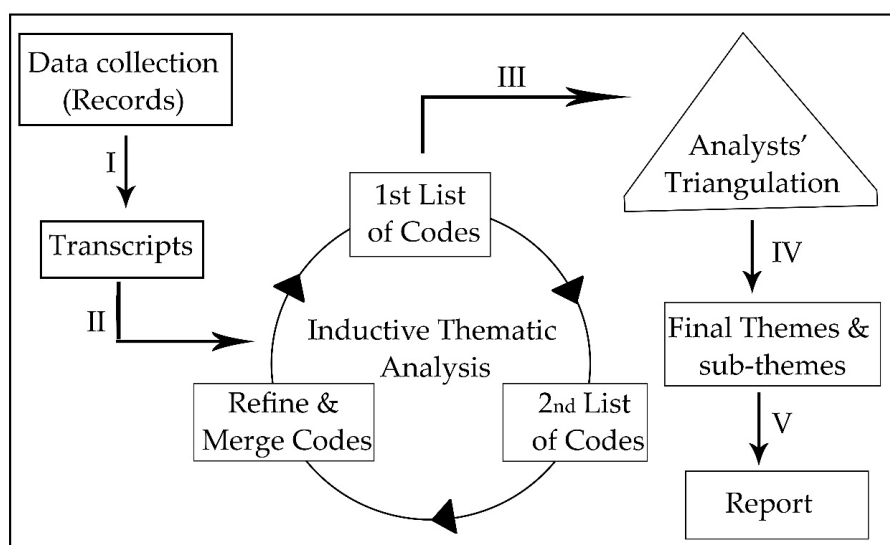 Data collection
(Records)
I
Transcripts
II
1st List
of Codes
Inductive Thematic
Analysis
Refine &
Merge Codes
2nd List
of Codes
III
Analysts'
Triangulation
IV
Final Themes &
sub-themes
V
Report